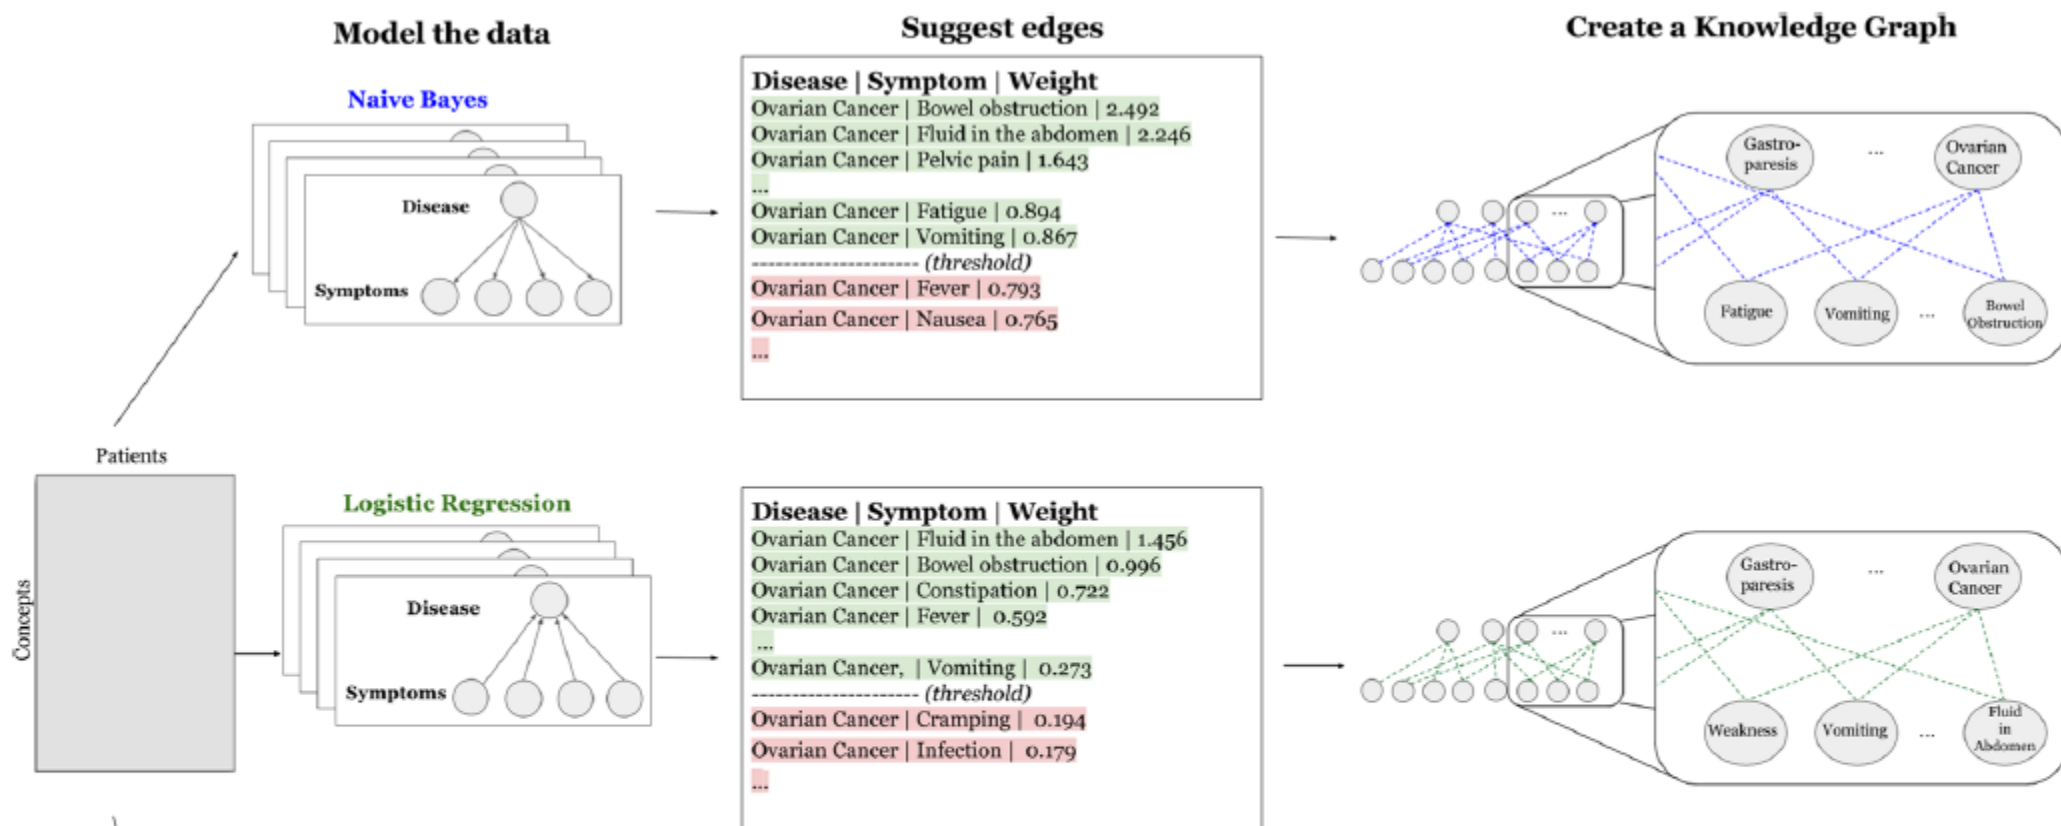 Model the data
Suggest edges
Create a Knowledge Graph
Naive Bayes
Disease
Symptoms
Disease | Symptom | Weight
Ovarian Cancer | Bowel obstruction | 2.492
Ovarian Cancer | Fluid in the abdomen | 2.246
Ovarian Cancer | Pelvic pain | 1.643
...
Ovarian Cancer | Fatigue | 0.894
Ovarian Cancer | Vomiting | 0.867
--------------------- (threshold)
Ovarian Cancer | Fever | 0.793
Ovarian Cancer | Nausea | 0.765
...
...
Gastro-
paresis
...
Ovarian
Cancer
Fatigue
Vomiting
...
Bowel
Obstruction
Patients
Concepts
Logistic Regression
Disease
Symptoms
Disease | Symptom | Weight
Ovarian Cancer | Fluid in the abdomen | 1.456
Ovarian Cancer | Bowel obstruction | 0.996
Ovarian Cancer | Constipation | 0.722
Ovarian Cancer | Fever | 0.592
...
Ovarian Cancer, | Vomiting | 0.273
--------------------- (threshold)
Ovarian Cancer | Cramping | 0.194
Ovarian Cancer | Infection | 0.179
...
...
Gastro-
paresis
...
Ovarian
Cancer
Weakness
Vomiting
...
Fluid
in
Abdomen